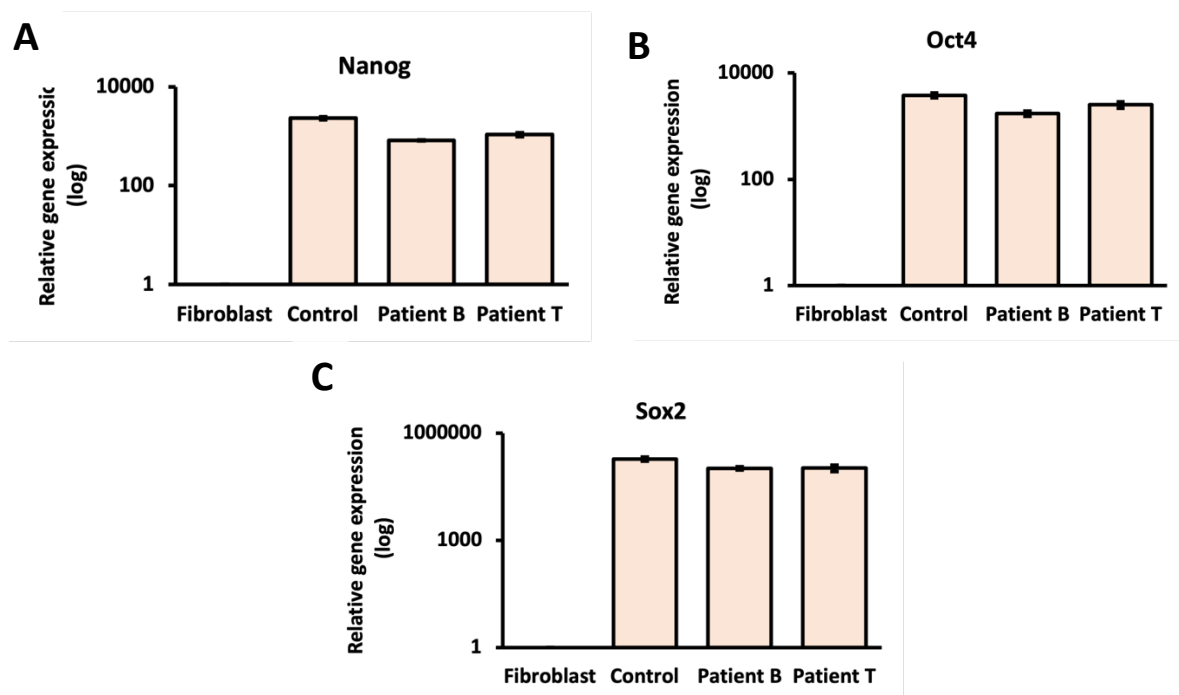 A
Nanog
Relative gene expressic
(log)
10000
100
1
Fibroblast Control Patient B Patient T
B
Oct4
Relative gene expression
(log)
10000
100
1
Fibroblast Control Patient B Patient T
C
Sox2
Relative gene expression
(log)
1000000
1000
1
Fibroblast Control Patient B Patient T